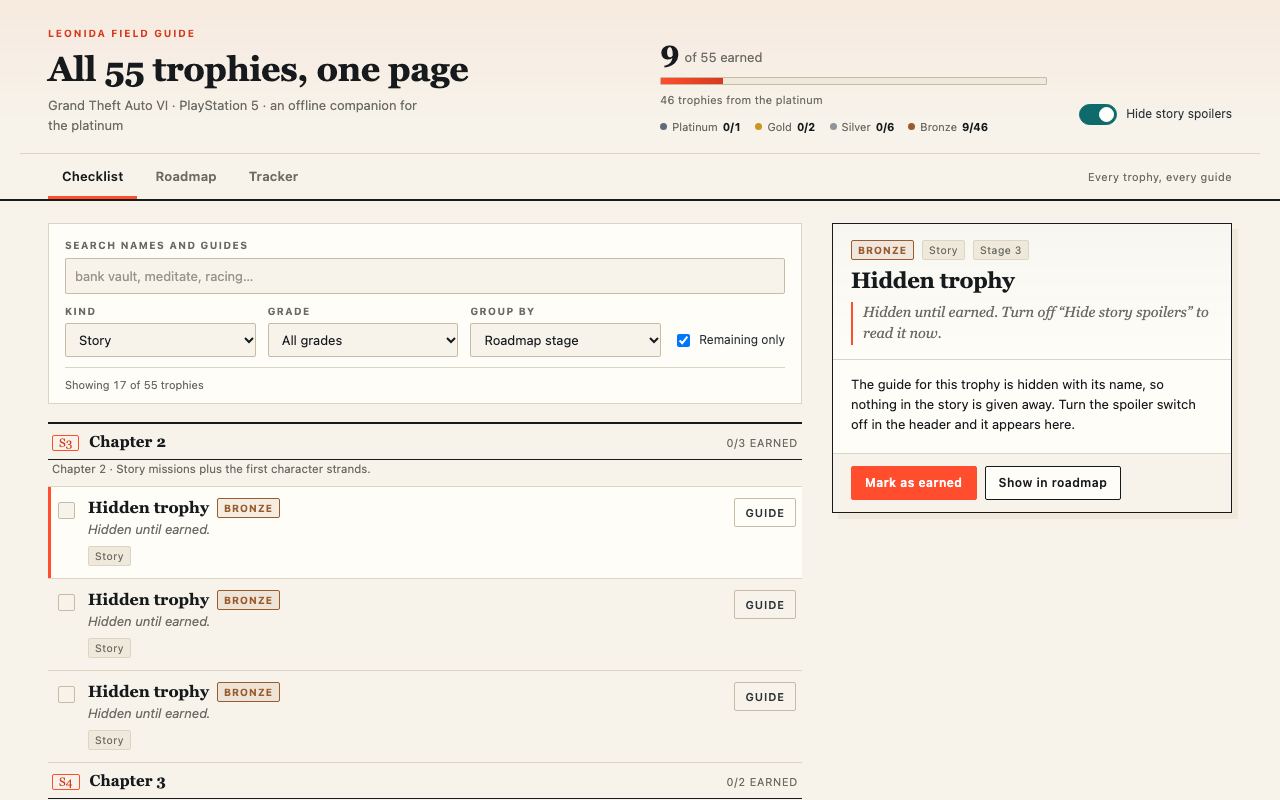 LEONIDA FIELD GUIDE
All 55 trophies, one page
Grand Theft Auto VI · PlayStation 5 · an offline companion for
the platinum
9 of 55 earned
46 trophies from the platinum
Platinum 0/1 Gold 0/2 Silver 0/6 Bronze 9/46
Hide story spoilers
Checklist Roadmap Tracker
Every trophy, every guide
SEARCH NAMES AND GUIDES
bank vault, meditate, racing…
KIND GRADE GROUP BY
Story All grades Roadmap stage Remaining only
Showing 17 of 55 trophies
S3 Chapter 2 0/3 EARNED
Chapter 2 · Story missions plus the first character strands.
Hidden trophy BRONZE GUIDE
Hidden until earned.
Story
Hidden trophy BRONZE GUIDE
Hidden until earned.
Story
Hidden trophy BRONZE GUIDE
Hidden until earned.
Story
S4 Chapter 3 0/2 EARNED
BRONZE Story Stage 3
Hidden trophy
Hidden until earned. Turn off “Hide story spoilers” to
read it now.
The guide for this trophy is hidden with its name, so
nothing in the story is given away. Turn the spoiler switch
off in the header and it appears here.
Mark as earned Show in roadmap